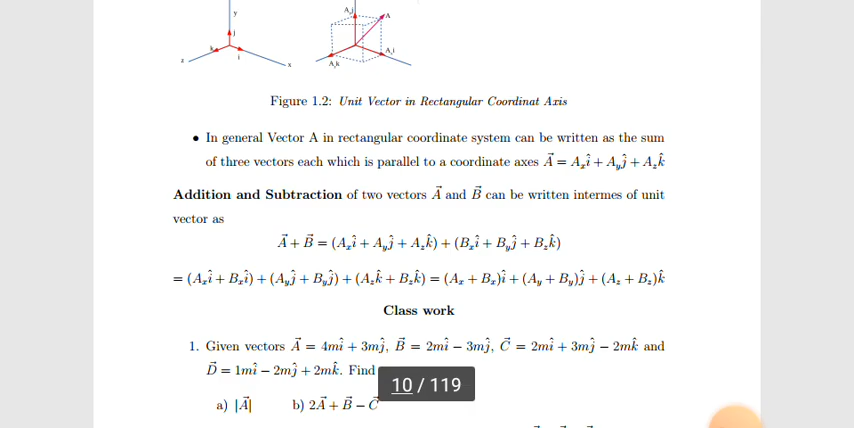 y
A_y j
A
j
k
i
A_x i
z
x
A_z k
Figure 1.2: Unit Vector in Rectangular Coordinat Axis
• In general Vector A in rectangular coordinate system can be written as the sum
of three vectors each which is parallel to a coordinate axes A⃗ = A_x î + A_y ĵ + A_z k̂
Addition and Subtraction of two vectors A⃗ and B⃗ can be written intermes of unit
vector as
A⃗ + B⃗ = (A_x î + A_y ĵ + A_z k̂) + (B_x î + B_y ĵ + B_z k̂)
= (A_x î + B_x î) + (A_y ĵ + B_y ĵ) + (A_z k̂ + B_z k̂) = (A_x + B_x)î + (A_y + B_y)ĵ + (A_z + B_z)k̂
Class work
1. Given vectors A⃗ = 4mî + 3mĵ, B⃗ = 2mî − 3mĵ, C⃗ = 2mî + 3mĵ − 2mk̂ and
D⃗ = 1mî − 2mĵ + 2mk̂. Find
10 / 119
a) |A⃗| b) 2A⃗ + B⃗ − C⃗